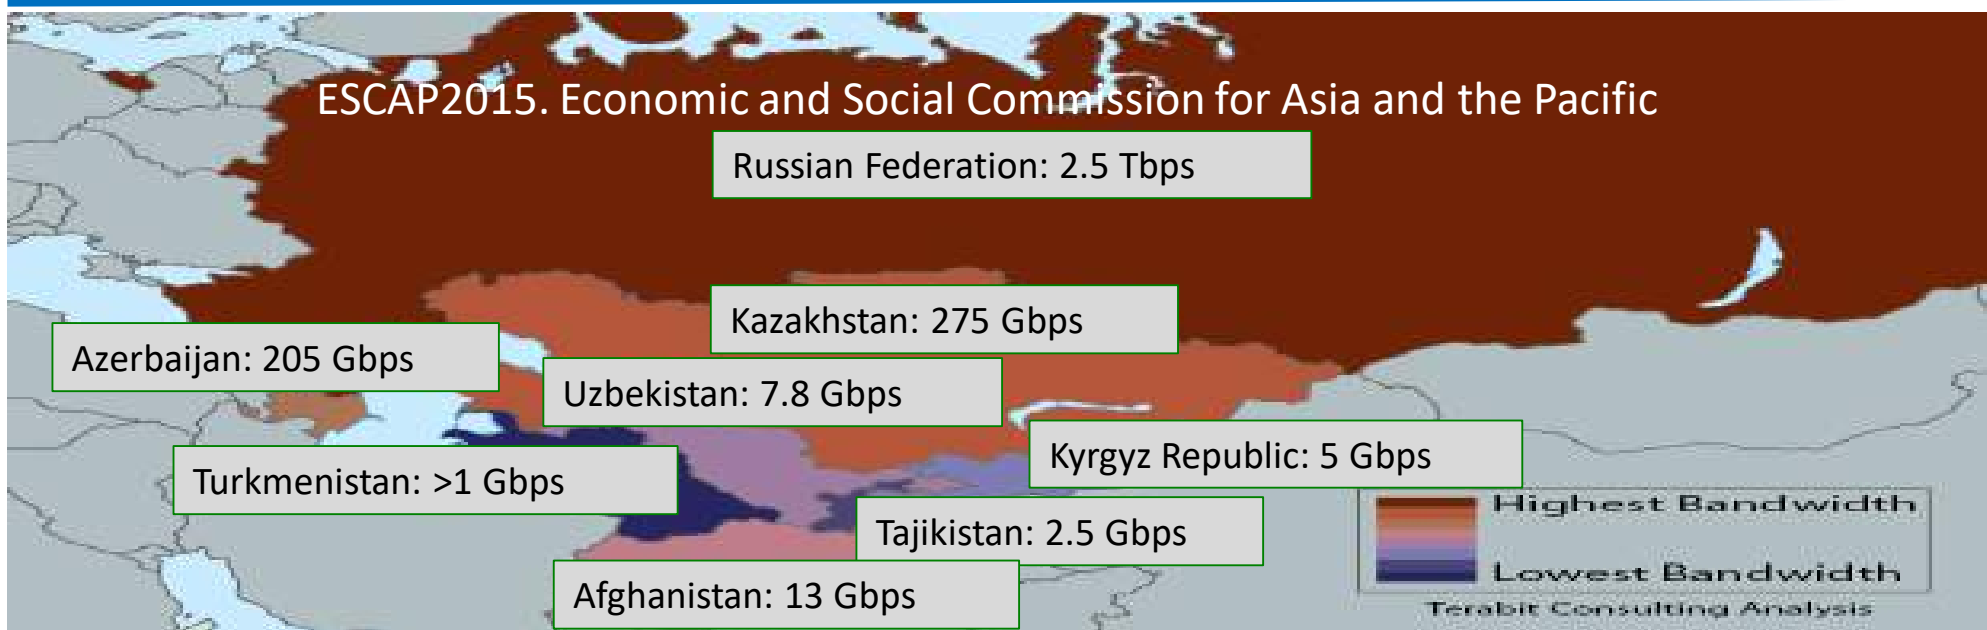 ESCAP2015. Economic and Social Commission for Asia and the Pacific
Russian Federation: 2.5 Tbps
Kazakhstan: 275 Gbps
Azerbaijan: 205 Gbps
Uzbekistan: 7.8 Gbps
Kyrgyz Republic: 5 Gbps
Turkmenistan: >1 Gbps
Highest Bandwidth
Tajikistan: 2.5 Gbps
Lowest Bandwidth
Afghanistan: 13 Gbps
Terabit Consulting Analysis